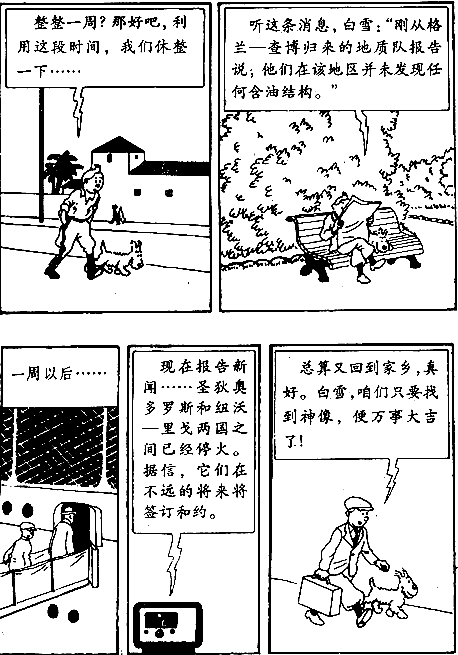 整整一周？那好吧，利
用这段时间，我们休整
一下……
听这条消息，白雪：“刚从格
兰—查博归来的地质队报告
说；他们在该地区并未发现任
何含油结构。”
一周以后……
现在报告新
闻……圣狄奥
多罗斯和纽沃
—里戈两国之
间已经停火。
据信，它们在
不远的将来将
签订和约。
总算又回到家乡，真
好。白雪，咱们只要找
到神像，便万事大吉
了！